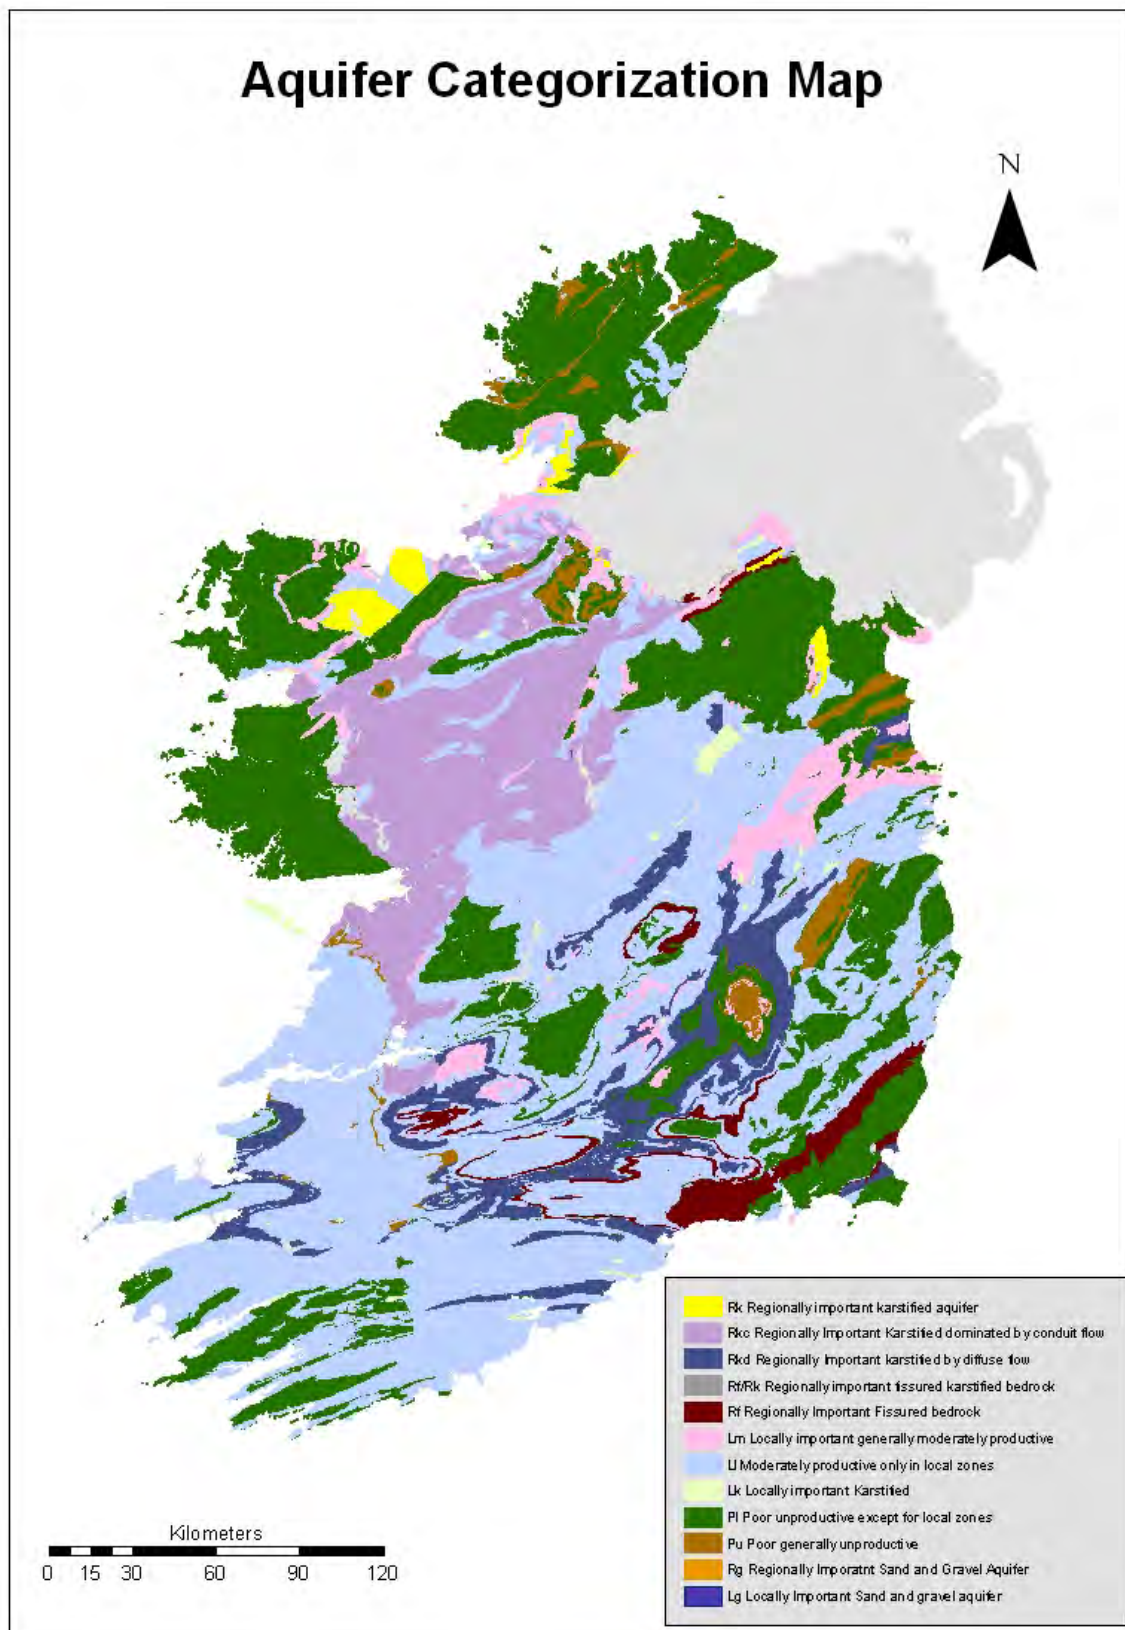 Aquifer Categorization Map
N
Rk Regionally important karstified aquifer
Rkc Regionally Important Karstified dominated by conduit flow
Rkd Regionally Important karstified by diffuse flow
Rf/Rk Regionally important fissured karstified bedrock
Rf Regionally Important Fissured bedrock
Lm Locally important generally moderately productive
Ll Moderately productive only in local zones
Lk Locally important Karstified
Pl Poor unproductive except for local zones
Pu Poor generally unproductive
Rg Regionally Imporatnt Sand and Gravel Aquifer
Lg Locally Important Sand and gravel aquifer
Kilometers
0 15 30 60 90 120